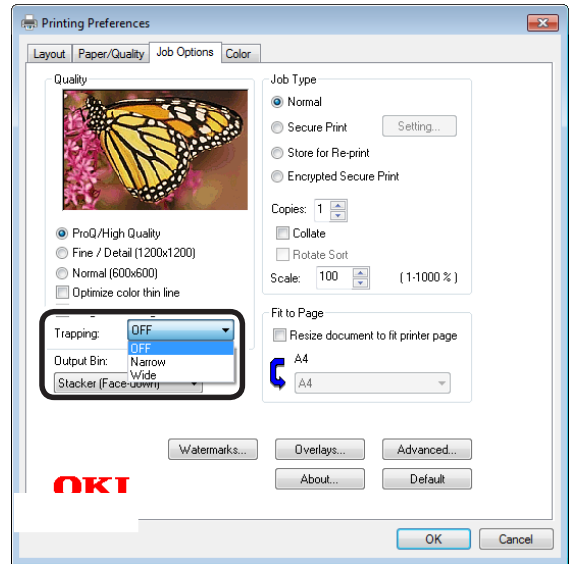 Printing Preferences
Layout Paper/Quality Job Options Color
Quality
ProQ/High Quality
Fine / Detail (1200x1200)
Normal (600x600)
Optimize color thin line
Trapping: OFF
OFF
Narrow
Wide
Output Bin:
Stacker (Face-down)
Job Type
Normal
Secure Print Setting...
Store for Re-print
Encrypted Secure Print
Copies: 1
Collate
Rotate Sort
Scale: 100 (1-1000 %)
Fit to Page
Resize document to fit printer page
A4
A4
Watermarks... Overlays... Advanced...
About... Default
OKI
OK Cancel